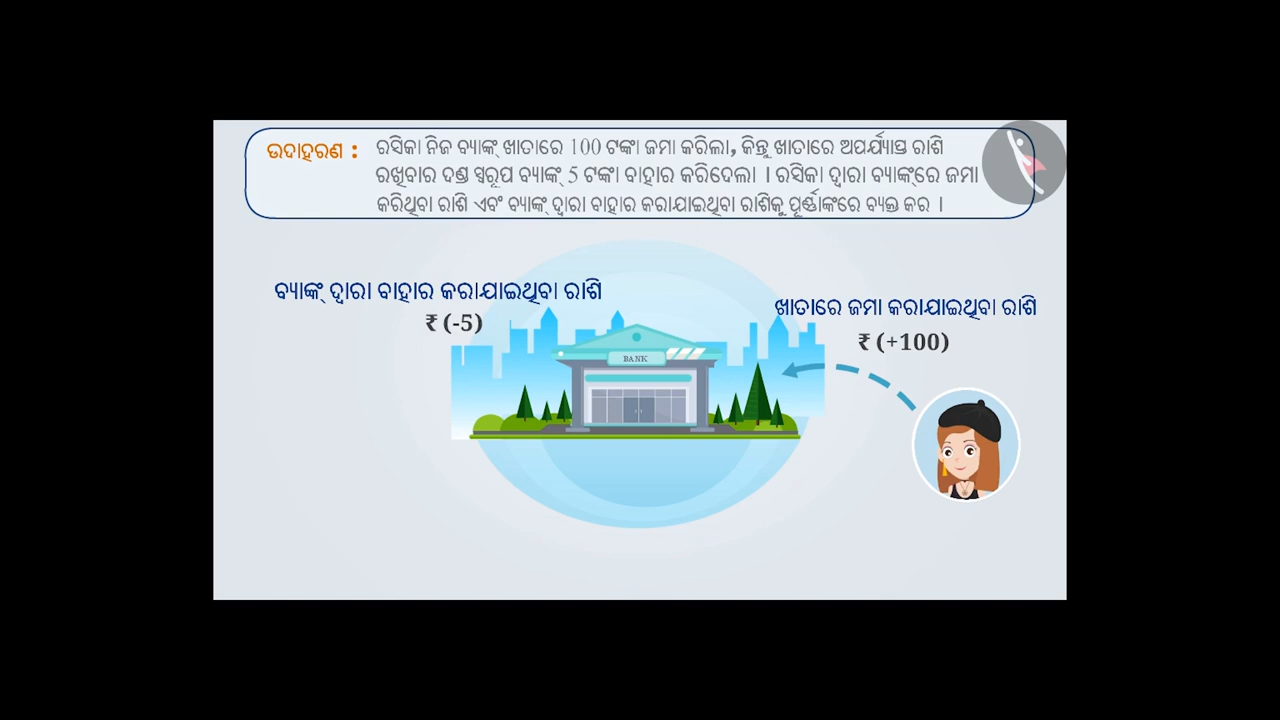 ଉଦାହରଣ : ରସିକା ନିଜ ବ୍ୟାଙ୍କ୍ ଖାତାରେ 100 ଟଙ୍କା ଜମା କରିଲା, କିନ୍ତୁ ଖାତାରେ ଅପର୍ଯ୍ୟାପ୍ତ ରାଶି
ରଖିବାର ଦଣ୍ଡ ସ୍ୱରୂପ ବ୍ୟାଙ୍କ୍ 5 ଟଙ୍କା ବାହାର କରିଦେଲା । ରସିକା ଦ୍ୱାରା ବ୍ୟାଙ୍କ୍‌ରେ ଜମା
କରିଥିବା ରାଶି ଏବଂ ବ୍ୟାଙ୍କ୍ ଦ୍ୱାରା ବାହାର କରାଯାଇଥିବା ରାଶିକୁ ପୂର୍ଣ୍ଣାଙ୍କରେ ବ୍ୟକ୍ତ କର ।
ବ୍ୟାଙ୍କ୍ ଦ୍ୱାରା ବାହାର କରାଯାଇଥିବା ରାଶି
₹ (-5)
ଖାତାରେ ଜମା କରାଯାଇଥିବା ରାଶି
₹ (+100)
BANK